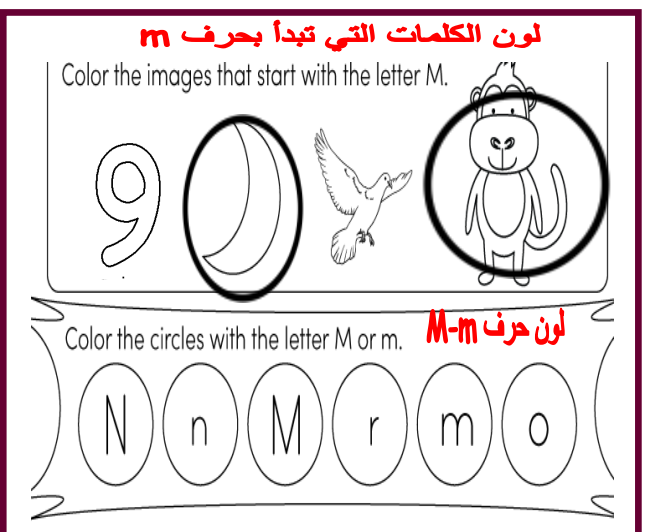 لون الكلمات التي تبدأ بحرف m
Color the images that start with the letter M.
9
Color the circles with the letter M or m.
لون حرف M-m
N n M r m o